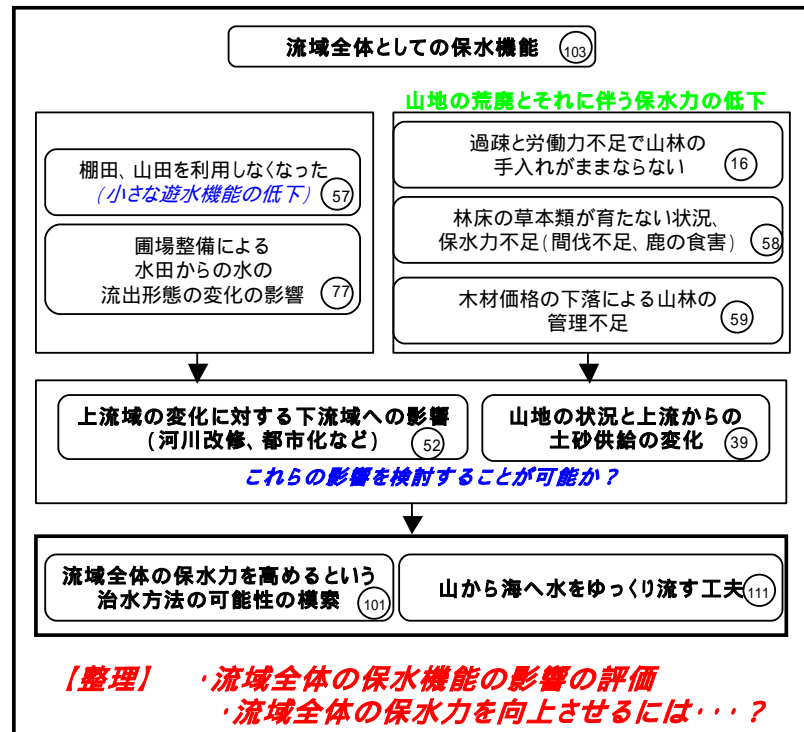 流域全体としての保水機能 103
山地の荒廃とそれに伴う保水力の低下
棚田、山田を利用しなくなった
(小さな遊水機能の低下) 57
圃場整備による
水田からの水の
流出形態の変化の影響 77
過疎と労働力不足で山林の
手入れがままならない 16
林床の草本類が育たない状況、
保水力不足(間伐不足、鹿の食害) 58
木材価格の下落による山林の
管理不足 59
上流域の変化に対する下流域への影響
(河川改修、都市化など) 52
山地の状況と上流からの
土砂供給の変化 39
これらの影響を検討することが可能か?
流域全体の保水力を高めるという
治水方法の可能性の模索 101
山から海へ水をゆっくり流す工夫 111
【整理】 ・流域全体の保水機能の影響の評価
・流域全体の保水力を向上させるには・・・?